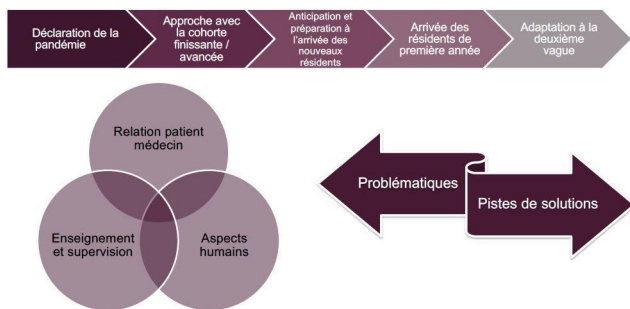 Déclaration de la
pandémie
Approche avec
la cohorte
finissante /
avancée
Anticipation et
préparation à
l'arrivée des
nouveaux
résidents
Arrivée des
résidents de
première année
Adaptation à la
deuxième
vague
Relation patient
médecin
Enseignement
et supervision
Aspects
humains
Problématiques
Pistes de solutions